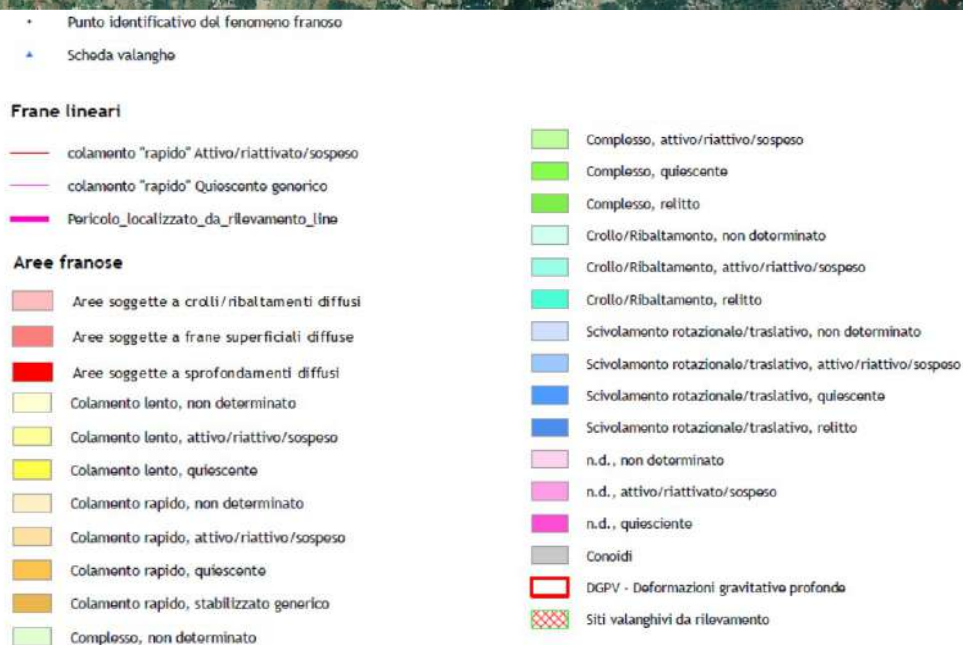 Punto identificativo del fenomeno franoso
Scheda valanghe
Frane lineari
colamento "rapido" Attivo/riattivato/sospeso
colamento "rapido" Quiescente generico
Pericolo_localizzato_da_rilevamento_line
Aree franose
Aree soggette a crolli/ribaltamenti diffusi
Aree soggette a frane superficiali diffuse
Aree soggette a sprofondamenti diffusi
Colamento lento, non determinato
Colamento lento, attivo/riattivo/sospeso
Colamento lento, quiescente
Colamento rapido, non determinato
Colamento rapido, attivo/riattivo/sospeso
Colamento rapido, quiescente
Colamento rapido, stabilizzato generico
Complesso, non determinato
Complesso, attivo/riattivo/sospeso
Complesso, quiescente
Complesso, relitto
Crollo/Ribaltamento, non determinato
Crollo/Ribaltamento, attivo/riattivo/sospeso
Crollo/Ribaltamento, relitto
Scivolamento rotazionale/traslativo, non determinato
Scivolamento rotazionale/traslativo, attivo/riattivo/sospeso
Scivolamento rotazionale/traslativo, quiescente
Scivolamento rotazionale/traslativo, relitto
n.d., non determinato
n.d., attivo/riattivato/sospeso
n.d., quiesciente
Conoidi
DGPV - Deformazioni gravitative profonde
Siti valanghivi da rilevamento